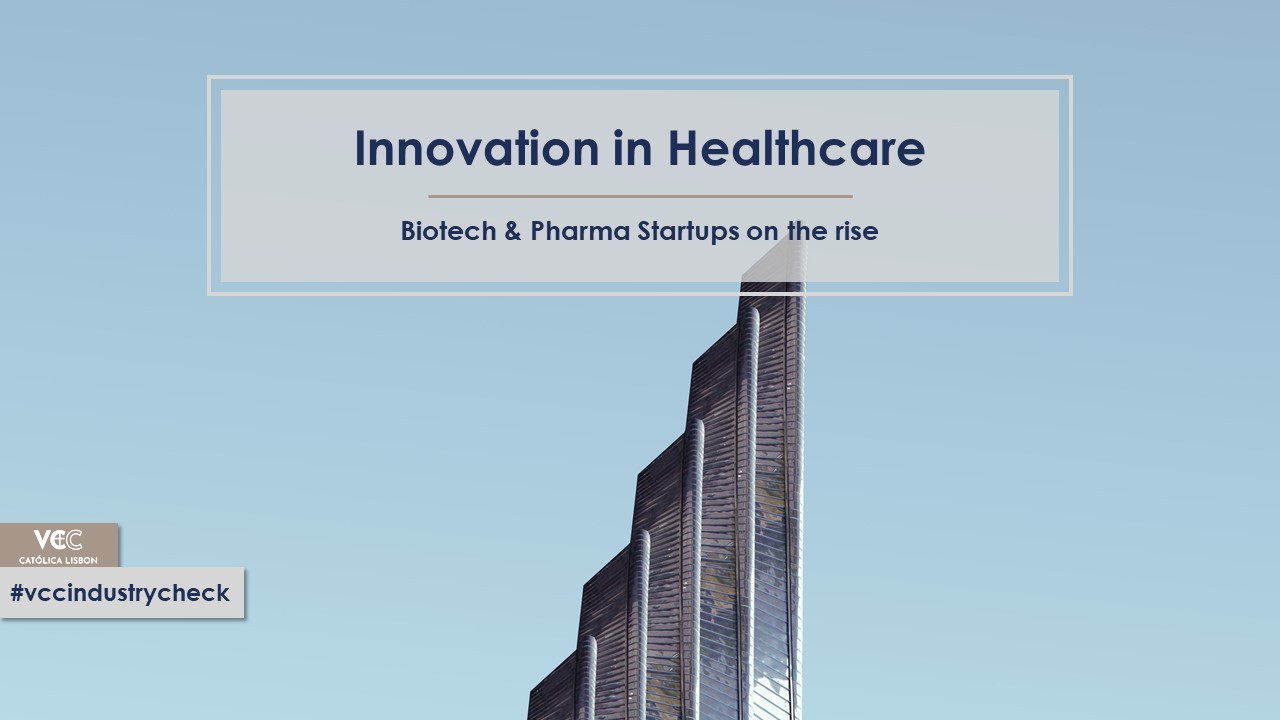 Innovation in Healthcare
Biotech & Pharma Startups on the rise
VCC
CATÓLICA LISBON
#vccindustrycheck